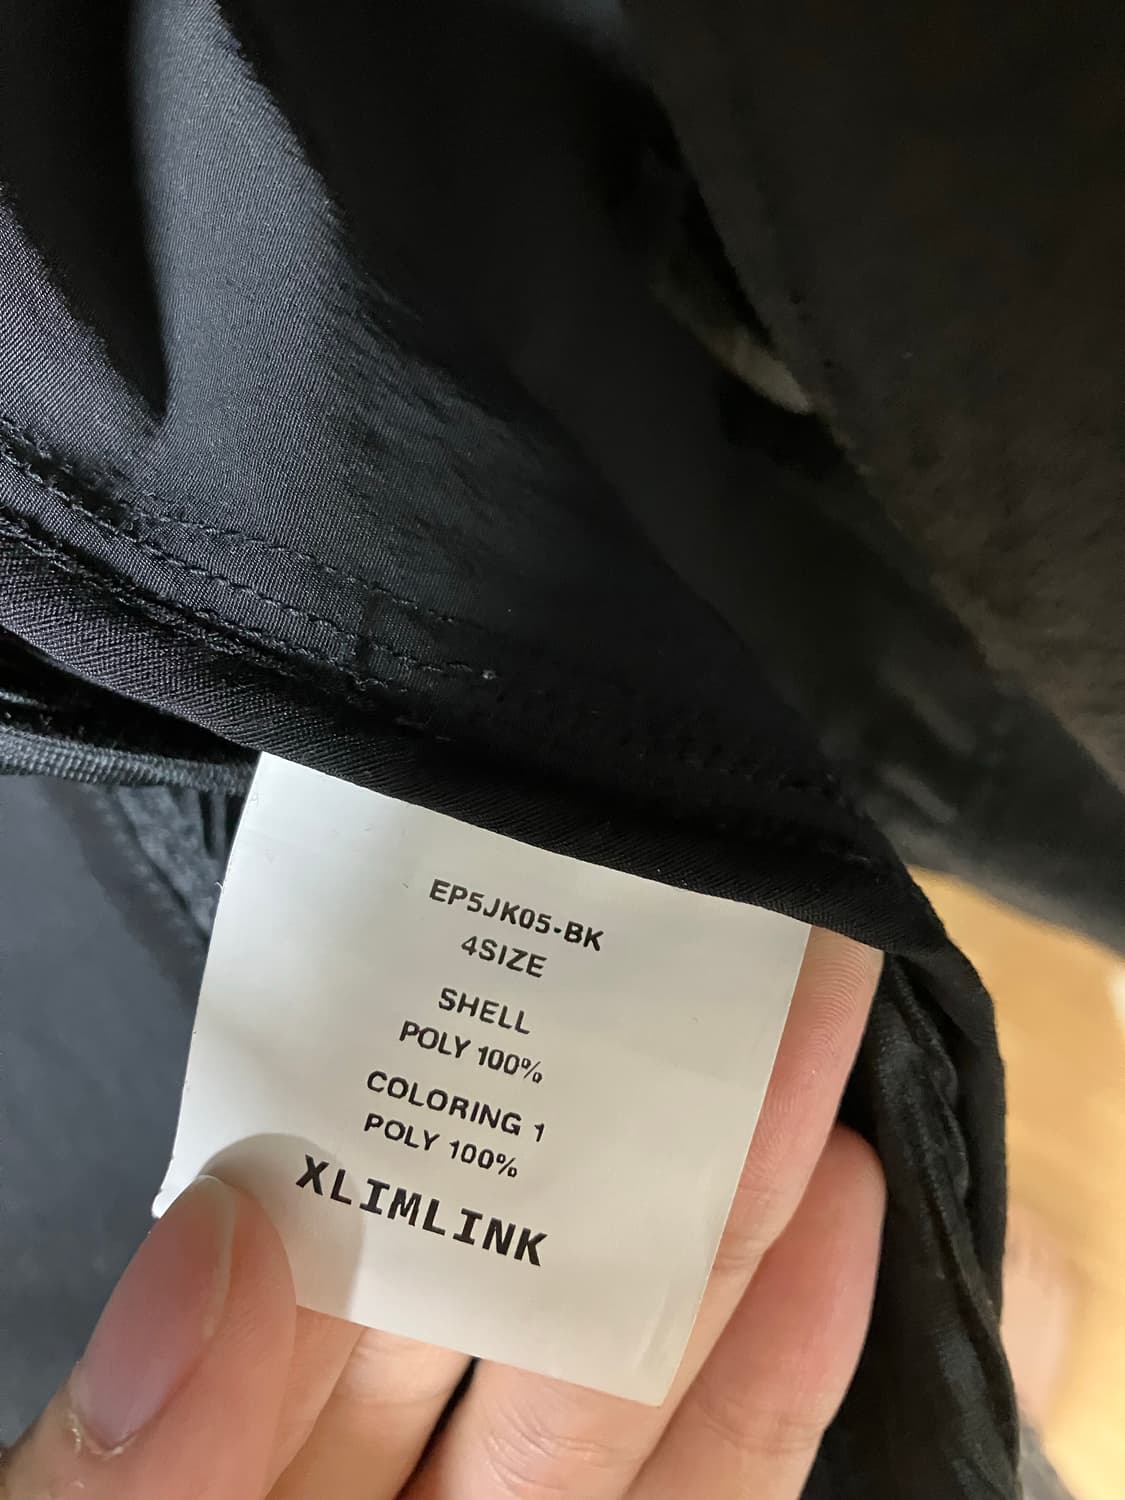 EP5JK05-BK
4SIZE
SHELL
POLY 100%
COLORING 1
POLY 100%
XLIMLINK